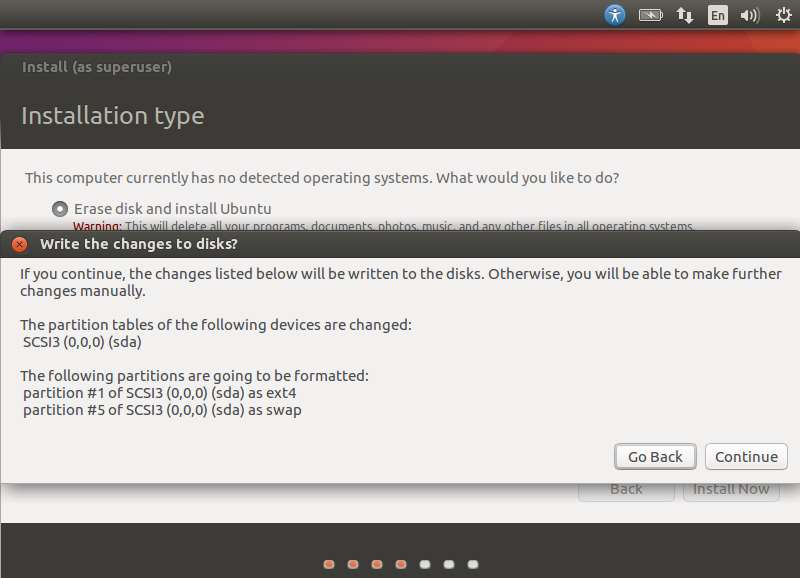 En
Install (as superuser)
Installation type
This computer currently has no detected operating systems. What would you like to do?
Erase disk and install Ubuntu
Warning: This will delete all your programs, documents, photos, music, and any other files in all operating systems.
Write the changes to disks?
If you continue, the changes listed below will be written to the disks. Otherwise, you will be able to make further
changes manually.
The partition tables of the following devices are changed:
SCSI3 (0,0,0) (sda)
The following partitions are going to be formatted:
partition #1 of SCSI3 (0,0,0) (sda) as ext4
partition #5 of SCSI3 (0,0,0) (sda) as swap
Go Back Continue
Back Install Now